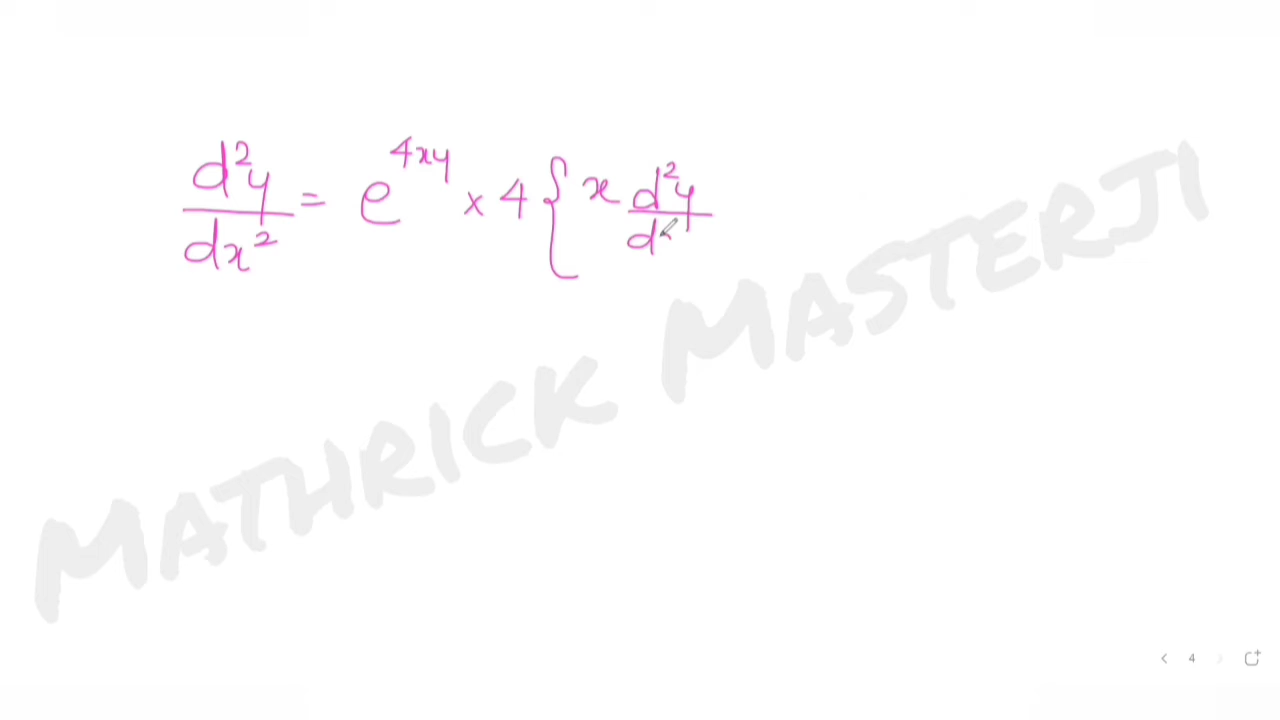 d²y/dx² = e^{4xy} × 4 { x d²y/d
MATHRICK MASTERJI
< 4 >